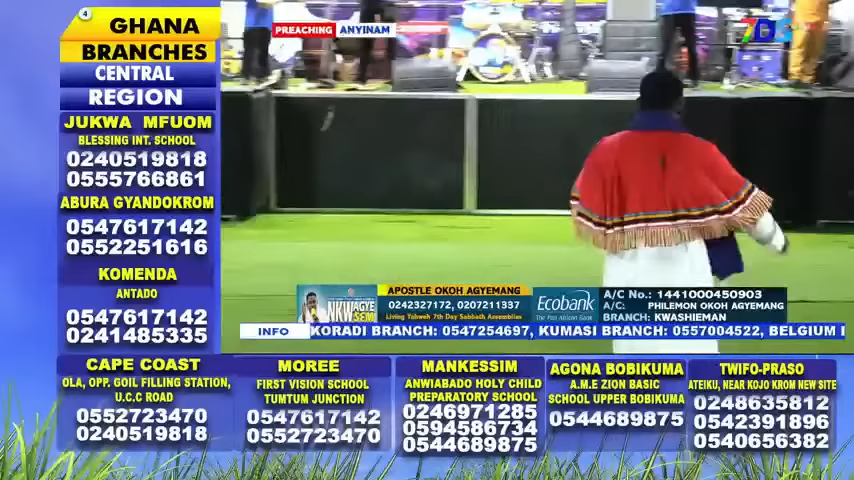 4
GHANA
BRANCHES
CENTRAL
REGION
JUKWA MFUOM
BLESSING INT. SCHOOL
0240519818
0555766861
ABURA GYANDOKROM
0547617142
0552251616
KOMENDA
ANTADO
0547617142
0241485335
PREACHING ANYINAM
7DS
NKWAGYE
SEM
APOSTLE OKOH AGYEMANG
0242327172, 0207211337
Living Yahweh 7th Day Sabbath Assemblies
Ecobank
The Pan African Bank
A/C No.: 1441000450903
A/C: PHILEMON OKOH AGYEMANG
BRANCH: KWASHIEMAN
INFO KORADI BRANCH: 0547254697, KUMASI BRANCH: 0557004522, BELGIUM
CAPE COAST
OLA, OPP. GOIL FILLING STATION,
U.C.C ROAD
0552723470
0240519818
MOREE
FIRST VISION SCHOOL
TUMTUM JUNCTION
0547617142
0552723470
MANKESSIM
ANWIABADO HOLY CHILD
PREPARATORY SCHOOL
0246971285
0594586734
0544689875
AGONA BOBIKUMA
A.M.E ZION BASIC
SCHOOL UPPER BOBIKUMA
0544689875
TWIFO-PRASO
ATEIKU, NEAR KOJO KROM NEW SITE
0248635812
0542391896
0540656382